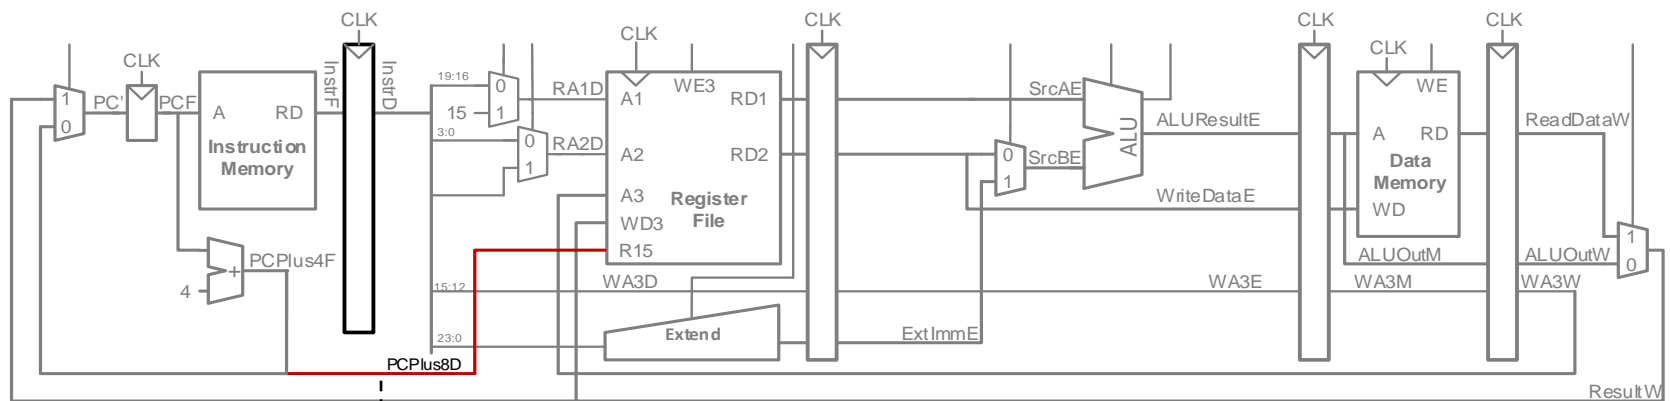 CLK
CLK
CLK
CLK
CLK
CLK
CLK
1
0
PC'
PCF
A
RD
Instruction
Memory
InstrF
InstrD
19:16
15
0
1
RA1D
3:0
0
1
RA2D
A1
WE3
RD1
A2
RD2
A3
Register
File
WD3
R15
SrcAE
0
1
SrcBE
ALU
ALUResultE
WriteDataE
WE
A
RD
Data
Memory
WD
ReadDataW
1
0
ALUOutM
ALUOutW
PCPlus4F
+
4
15:12
WA3D
WA3E
WA3M
WA3W
23:0
Extend
ExtImmE
PCPlus8D
ResultW